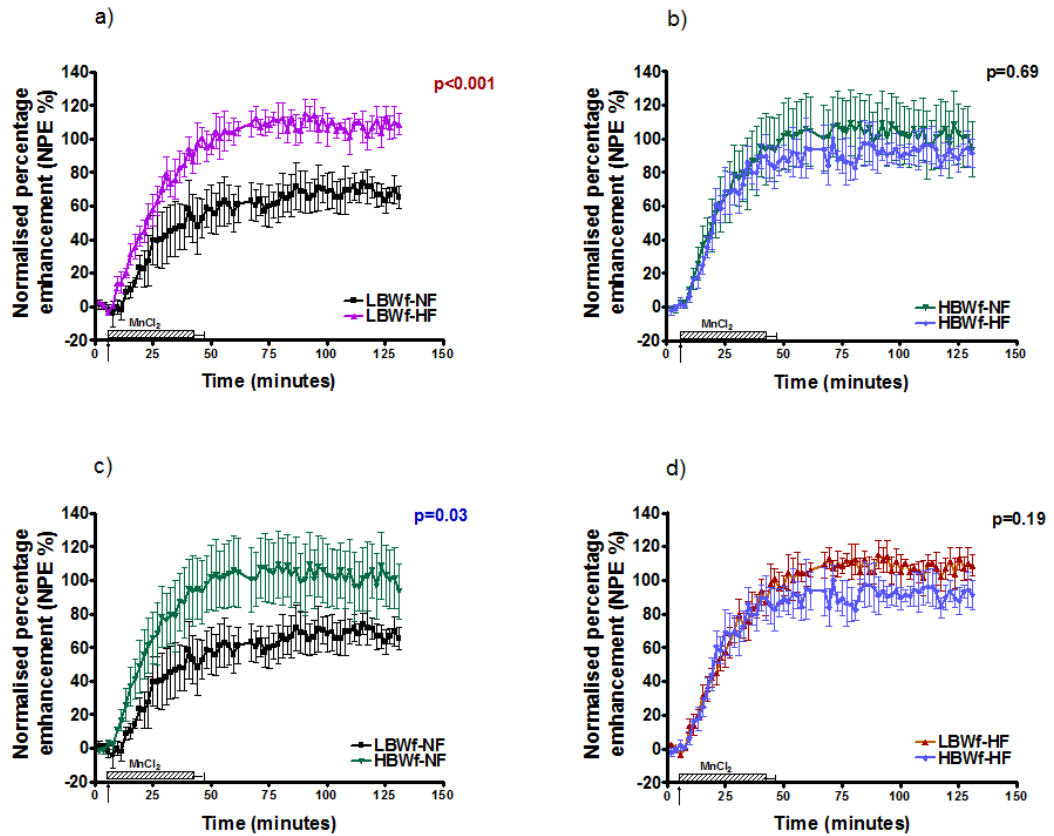 a)
p<0.001
Normalised percentage
emhancement (NPE %)
140
120
100
80
60
40
20
0
-20
LBWf-NF
LBWf-HF
MnCl2
0 25 50 75 100 125 150
Time (minutes)
b)
p=0.69
Normalised percentage
emhancement (NPE %)
140
120
100
80
60
40
20
0
-20
HBWf-NF
HBWf-HF
MnCl2
0 25 50 75 100 125 150
Time (minutes)
c)
p=0.03
Normalised percentage
emhancement (NPE %)
140
120
100
80
60
40
20
0
-20
LBWf-NF
HBWf-NF
MnCl2
0 25 50 75 100 125 150
Time (minutes)
d)
p=0.19
Normalised percentage
emhancement (NPE %)
140
120
100
80
60
40
20
0
-20
LBWf-HF
HBWf-HF
MnCl2
0 25 50 75 100 125 150
Time (minutes)